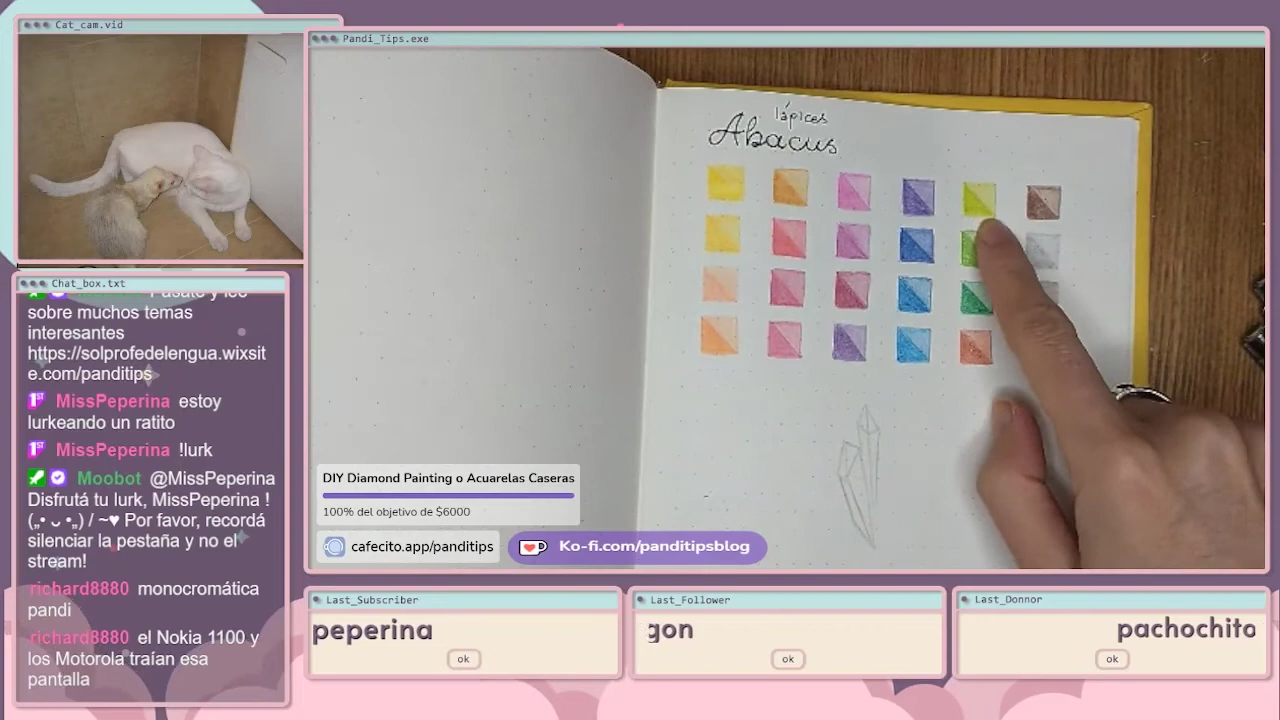 Cat_cam.vid
Pandi_Tips.exe
lápices
Abacus
Chat_box.txt
sobre muchos temas
interesantes
https://solprofedelengua.wixsit
e.com/panditips
MissPeperina estoy
lurkeando un ratito
MissPeperina !lurk
Moobot @MissPeperina
Disfrutá tu lurk, MissPeperina !
(„• ᴗ •„) / ~♥ Por favor, recordá
silenciar la pestaña y no el
stream!
richard8880 monocromática
pandi
richard8880 el Nokia 1100 y
los Motorola traían esa
pantalla
DIY Diamond Painting o Acuarelas Caseras
100% del objetivo de $6000
cafecito.app/panditips
Ko-fi.com/panditipsblog
Last_Subscriber
peperina
ok
Last_Follower
gon
ok
Last_Donnor
pachochito
ok